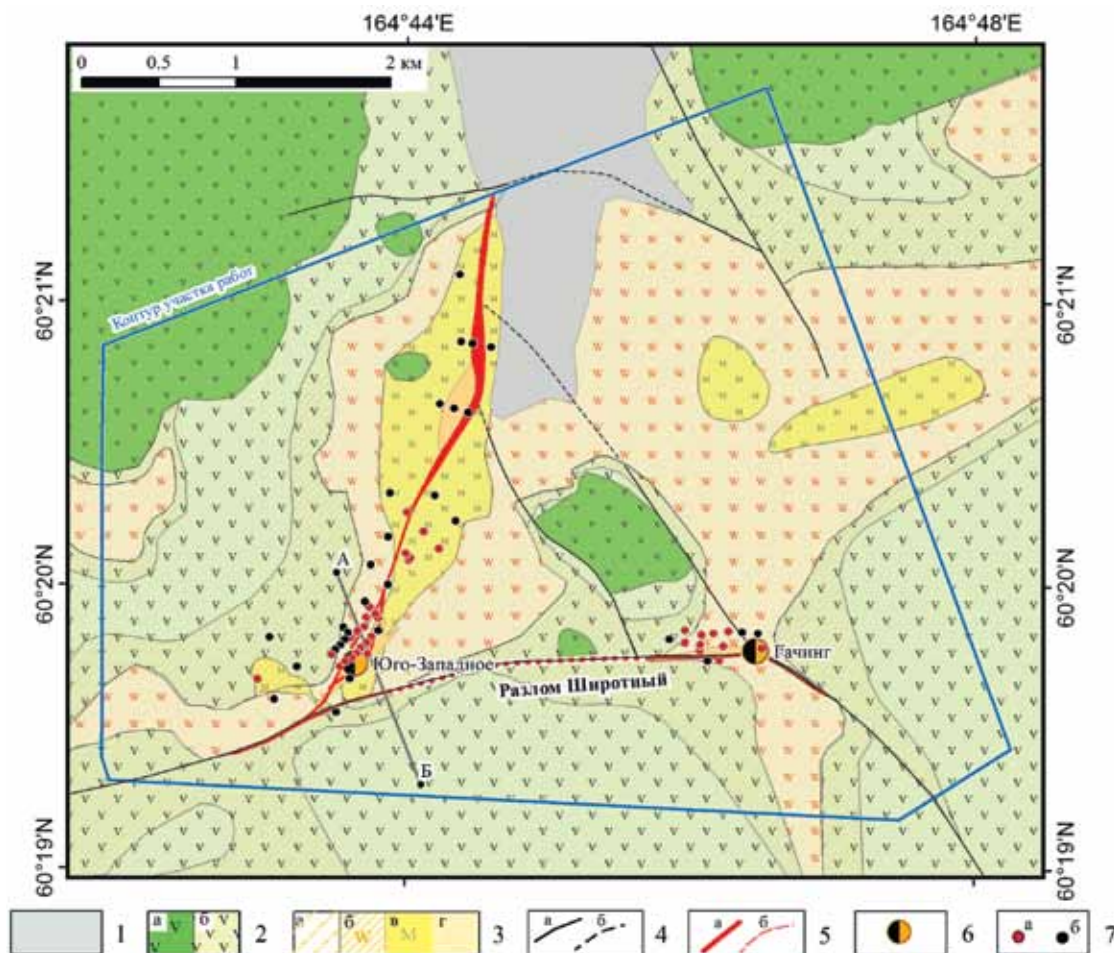 164°44'E
164°48'E
0
0.5
1
2 км
60°21'N
60°21'N
Контур участка работ
60°20'N
60°20'N
А
Юго-Западное
Гачинг
Разлом Широтный
Б
60°19'N
60°19'N
1
а б 2
б в г 3
а б 4
а б 5
6
а б 7